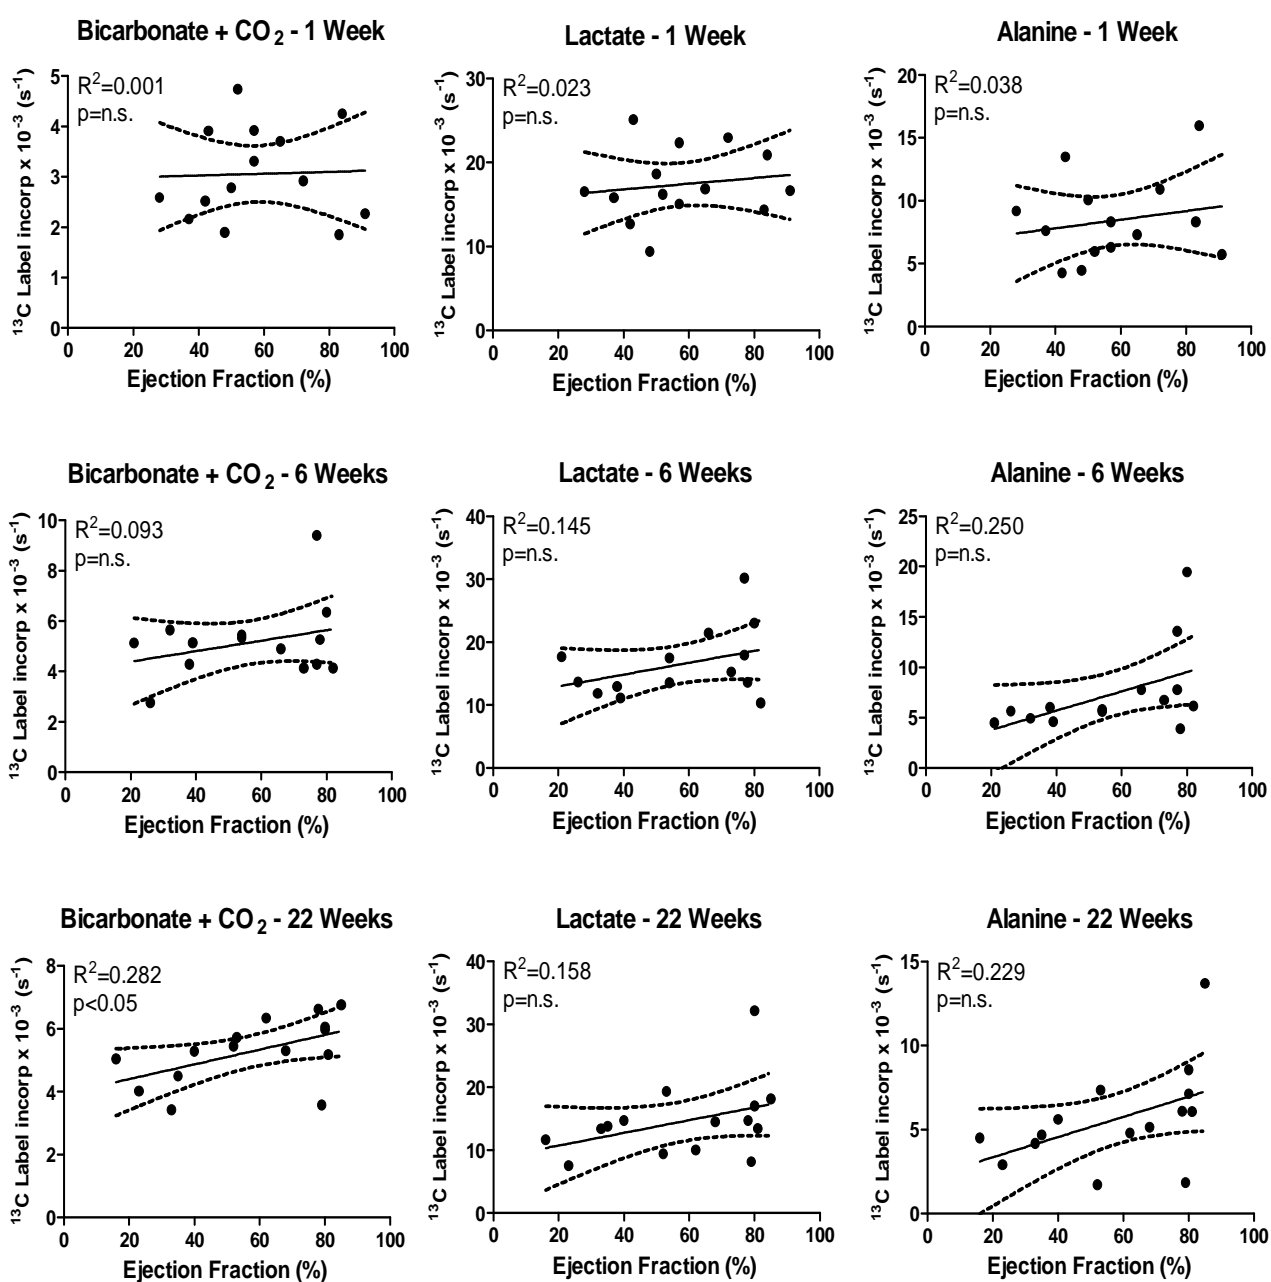 Bicarbonate + CO₂ - 1 Week
R²=0.001
p=n.s.
¹³C Label incorp x 10⁻³ (s⁻¹)
5
4
3
2
1
0
0 20 40 60 80 100
Ejection Fraction (%)
Lactate - 1 Week
R²=0.023
p=n.s.
¹³C Label incorp x 10⁻³ (s⁻¹)
30
20
10
0
0 20 40 60 80 100
Ejection Fraction (%)
Alanine - 1 Week
R²=0.038
p=n.s.
¹³C Label incorp x 10⁻³ (s⁻¹)
20
15
10
5
0
0 20 40 60 80 100
Ejection Fraction (%)
Bicarbonate + CO₂ - 6 Weeks
R²=0.093
p=n.s.
¹³C Label incorp x 10⁻³ (s⁻¹)
10
8
6
4
2
0
0 20 40 60 80 100
Ejection Fraction (%)
Lactate - 6 Weeks
R²=0.145
p=n.s.
¹³C Label incorp x 10⁻³ (s⁻¹)
40
30
20
10
0
0 20 40 60 80 100
Ejection Fraction (%)
Alanine - 6 Weeks
R²=0.250
p=n.s.
¹³C Label incorp x 10⁻³ (s⁻¹)
25
20
15
10
5
0
0 20 40 60 80 100
Ejection Fraction (%)
Bicarbonate + CO₂ - 22 Weeks
R²=0.282
p<0.05
¹³C Label incorp x 10⁻³ (s⁻¹)
8
6
4
2
0
0 20 40 60 80 100
Ejection Fraction (%)
Lactate - 22 Weeks
R²=0.158
p=n.s.
¹³C Label incorp x 10⁻³ (s⁻¹)
40
30
20
10
0
0 20 40 60 80 100
Ejection Fraction (%)
Alanine - 22 Weeks
R²=0.229
p=n.s.
¹³C Label incorp x 10⁻³ (s⁻¹)
15
10
5
0
0 20 40 60 80 100
Ejection Fraction (%)